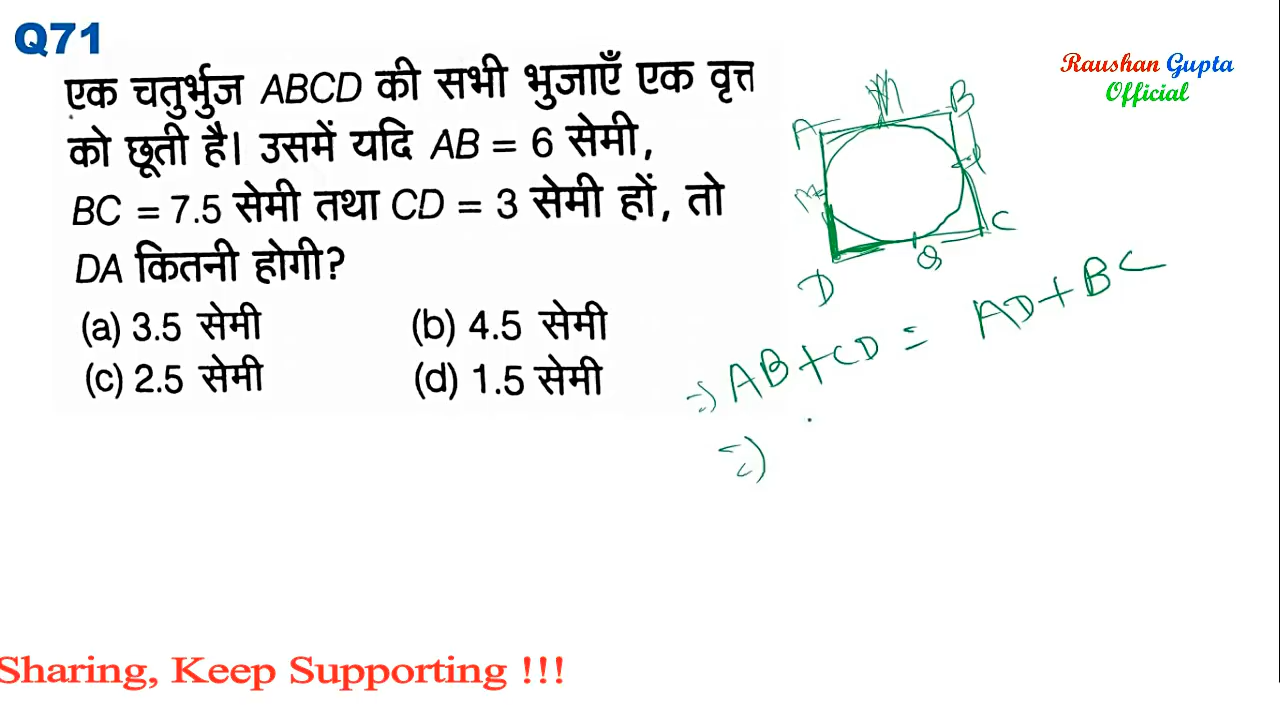 Q71
एक चतुर्भुज ABCD की सभी भुजाएँ एक वृत्त
को छूती है। उसमें यदि AB = 6 सेमी,
BC = 7.5 सेमी तथा CD = 3 सेमी हों, तो
DA कितनी होगी?
(a) 3.5 सेमी (b) 4.5 सेमी
(c) 2.5 सेमी (d) 1.5 सेमी
Raushan Gupta
Official
A B
D Q C
=) AB+CD = AD+BC
=)
Sharing, Keep Supporting !!!